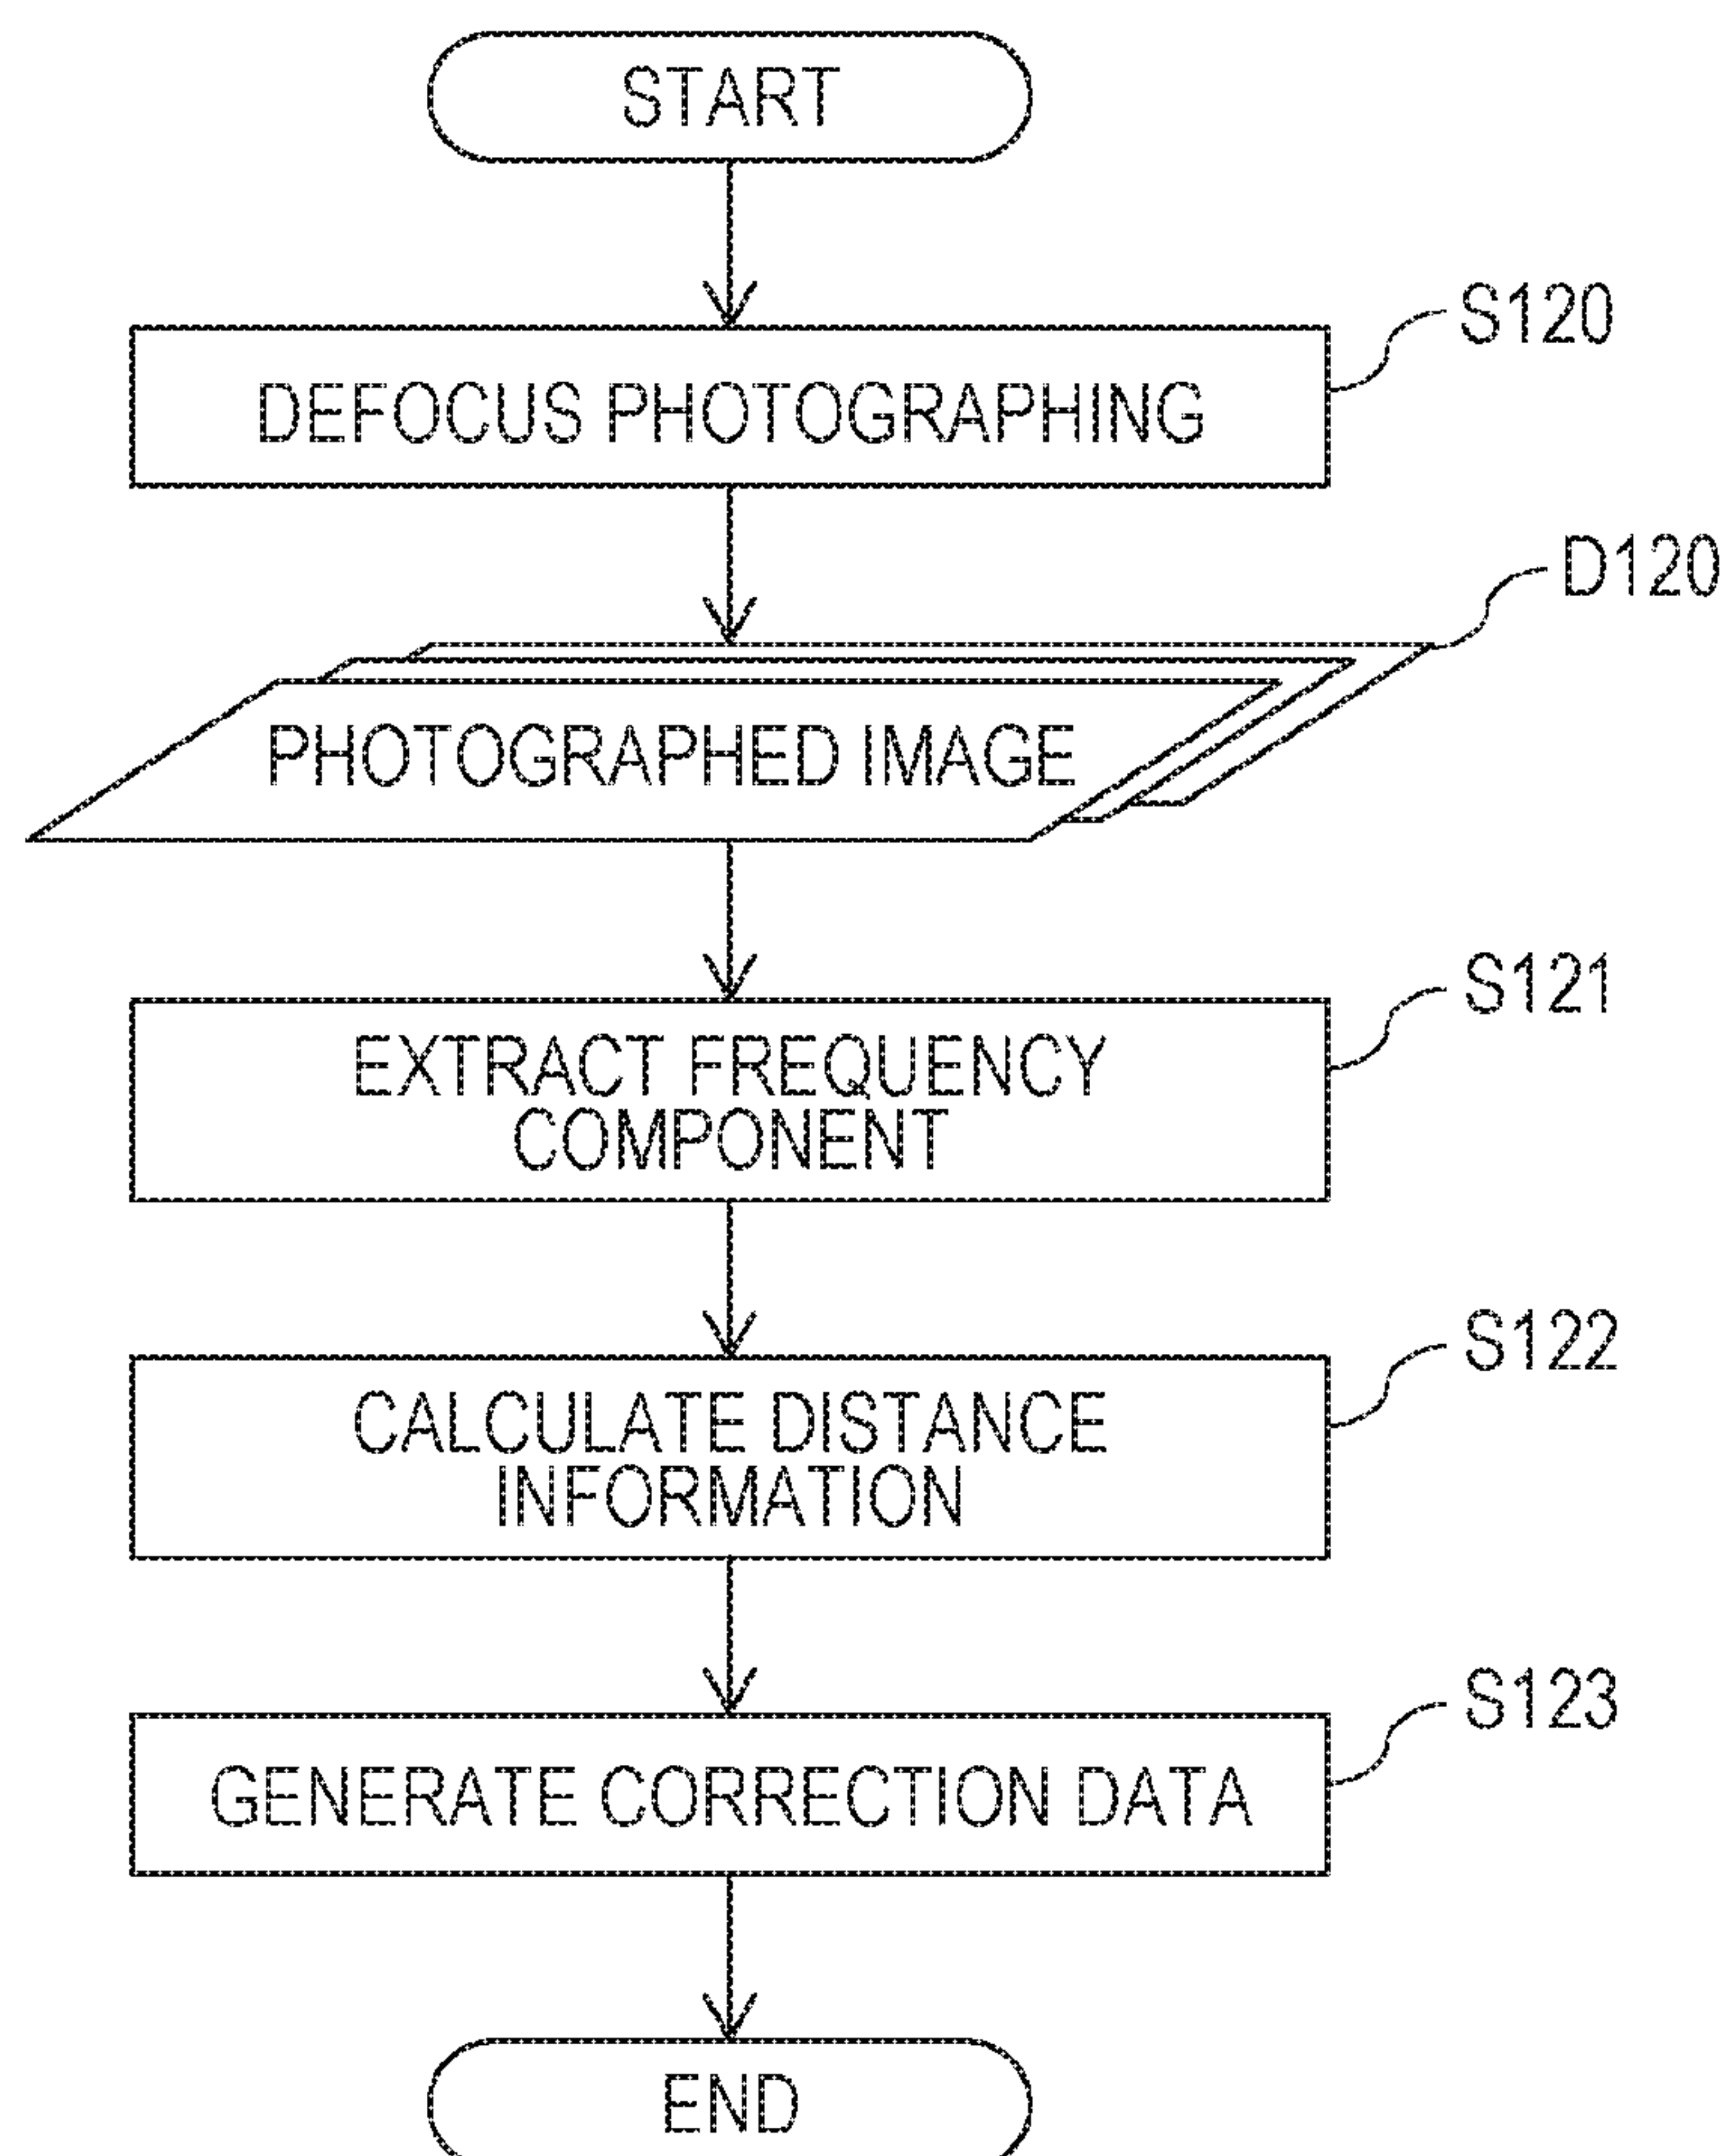 START
S120
DEFOCUS PHOTOGRAPHING
D120
PHOTOGRAPHED IMAGE
S121
EXTRACT FREQUENCY
COMPONENT
S122
CALCULATE DISTANCE
INFORMATION
S123
GENERATE CORRECTION DATA
END